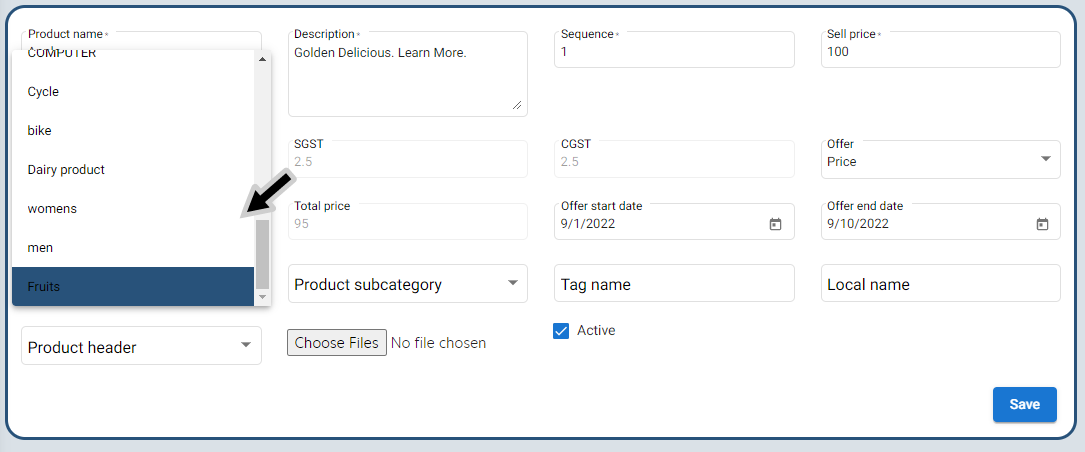 Product name *
Description *
Sequence *
Sell price *
COMPUTER
Golden Delicious. Learn More.
1
100
Cycle
bike
Dairy product
womens
men
Fruits
SGST
2.5
CGST
2.5
Offer
Price
Total price
95
Offer start date
9/1/2022
Offer end date
9/10/2022
Product subcategory
Tag name
Local name
Product header
Choose Files No file chosen
Active
Save